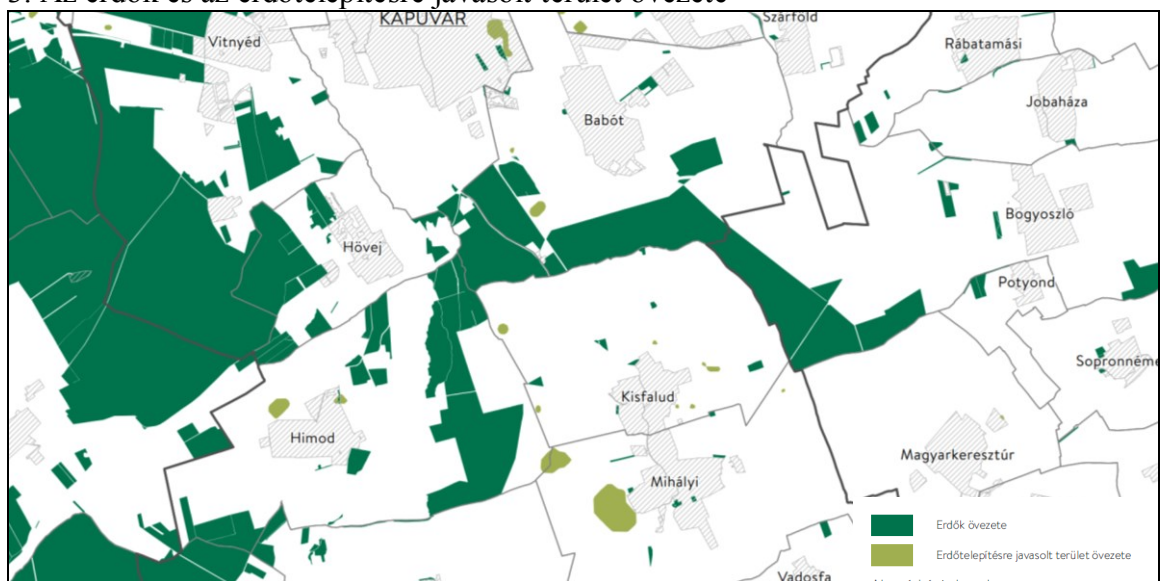 3. Az erdők és az erdőtelepítésre javasolt terület övezete
KAPUVÁR
Szárföld
Vitnyéd
Rábatamási
Jobaháza
Babót
Bogyoszló
Hövej
Potyond
Sopronnéme
Kisfalud
Himod
Magyarkeresztúr
Mihályi
Erdők övezete
Erdőtelepítésre javasolt terület övezete
Vadosfa